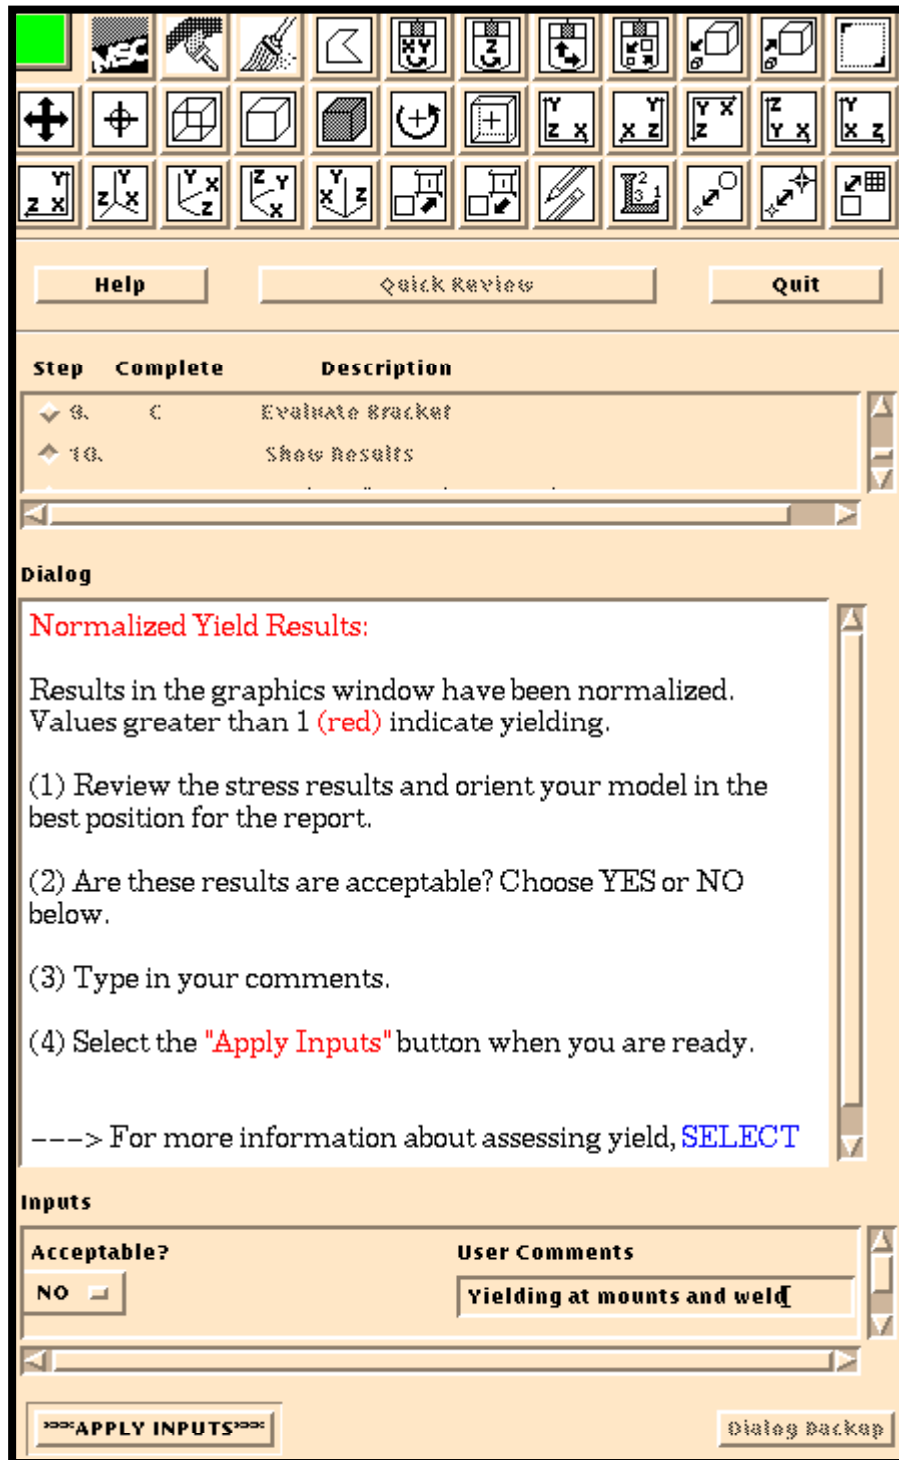 MSC XY Z
Y Z X Y X Z Y X Z Z Y X Y X Z
Y Z X Y Z X Y X Z Z Y X Y X Z 2 3 1
Help Quick Review Quit
Step Complete Description
9. C Evaluate Bracket
10. Show Results
Dialog
Normalized Yield Results:
Results in the graphics window have been normalized.
Values greater than 1 (red) indicate yielding.
(1) Review the stress results and orient your model in the
best position for the report.
(2) Are these results are acceptable? Choose YES or NO
below.
(3) Type in your comments.
(4) Select the "Apply Inputs" button when you are ready.
---> For more information about assessing yield, SELECT
Inputs
Acceptable? User Comments
NO Yielding at mounts and weld
APPLY INPUTS Dialog Backup